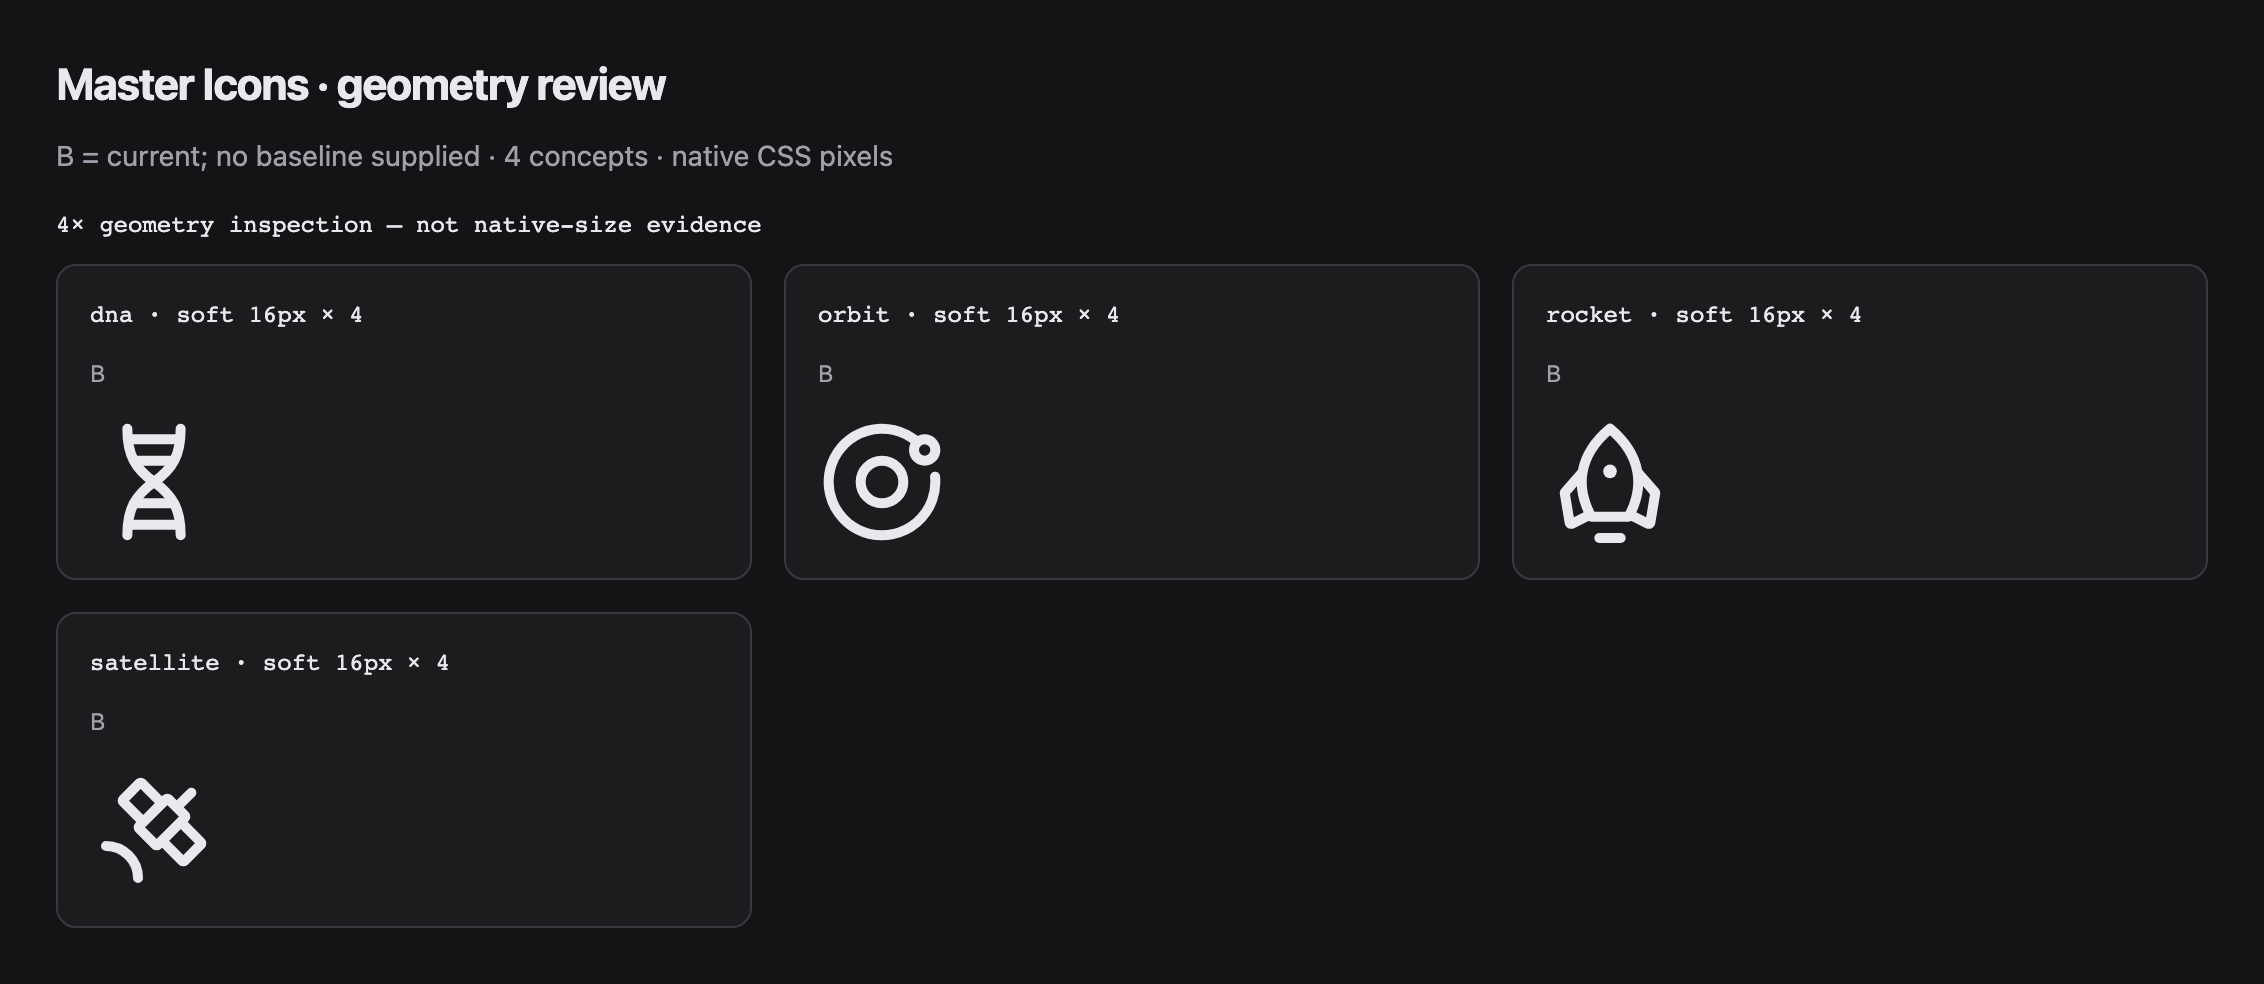 Master Icons · geometry review
B = current; no baseline supplied · 4 concepts · native CSS pixels
4× geometry inspection — not native-size evidence
dna · soft 16px × 4
B
orbit · soft 16px × 4
B
rocket · soft 16px × 4
B
satellite · soft 16px × 4
B